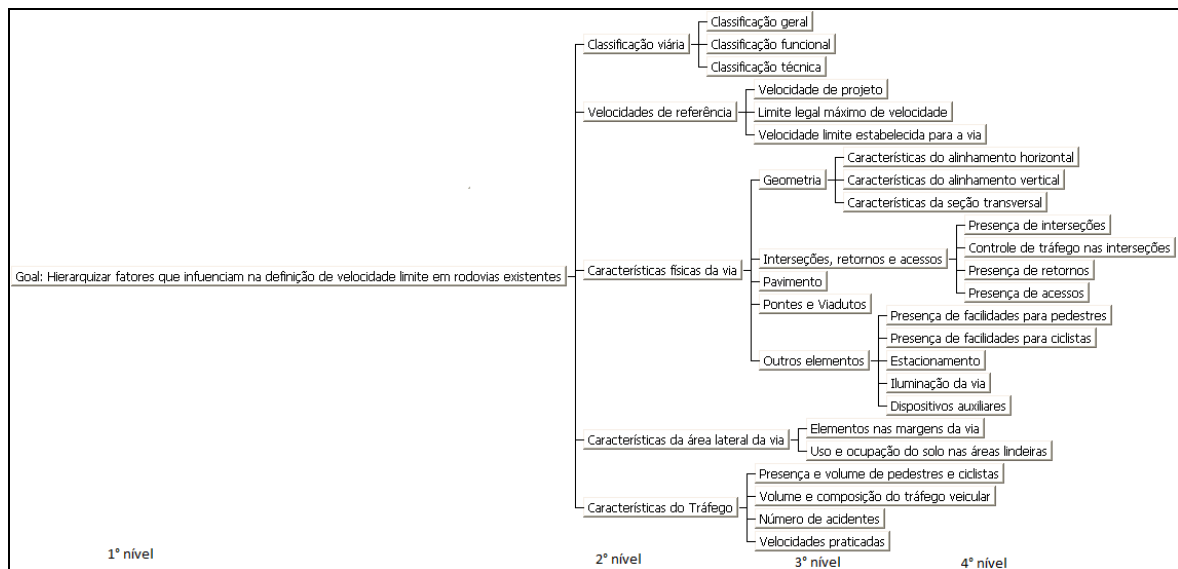 Classificação geral
Classificação viária
Classificação funcional
Classificação técnica
Velocidade de projeto
Velocidades de referência
Limite legal máximo de velocidade
Velocidade limite estabelecida para a via
Características do alinhamento horizontal
Geometria
Características do alinhamento vertical
Características da seção transversal
Presença de interseções
Controle de tráfego nas interseções
Goal: Hierarquizar fatores que infuenciam na definição de velocidade limite em rodovias existentes
Características físicas da via
Interseções, retornos e acessos
Presença de retornos
Pavimento
Presença de acessos
Pontes e Viadutos
Presença de facilidades para pedestres
Presença de facilidades para ciclistas
Outros elementos
Estacionamento
Iluminação da via
Dispositivos auxiliares
Elementos nas margens da via
Características da área lateral da via
Uso e ocupação do solo nas áreas lindeiras
Presença e volume de pedestres e ciclistas
Volume e composição do tráfego veicular
Características do Tráfego
Número de acidentes
Velocidades praticadas
1° nível
2° nível
3° nível
4° nível